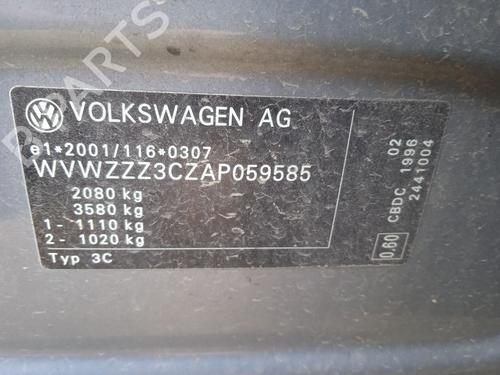 VOLKSWAGEN AG
e1*2001/116*0307
WVWZZZ3CZAP059585
2080 kg
3580 kg
1- 1110 kg
2- 1020 kg
Typ 3C
0.60 CBDC 1996 02
2441004
B-PARTS